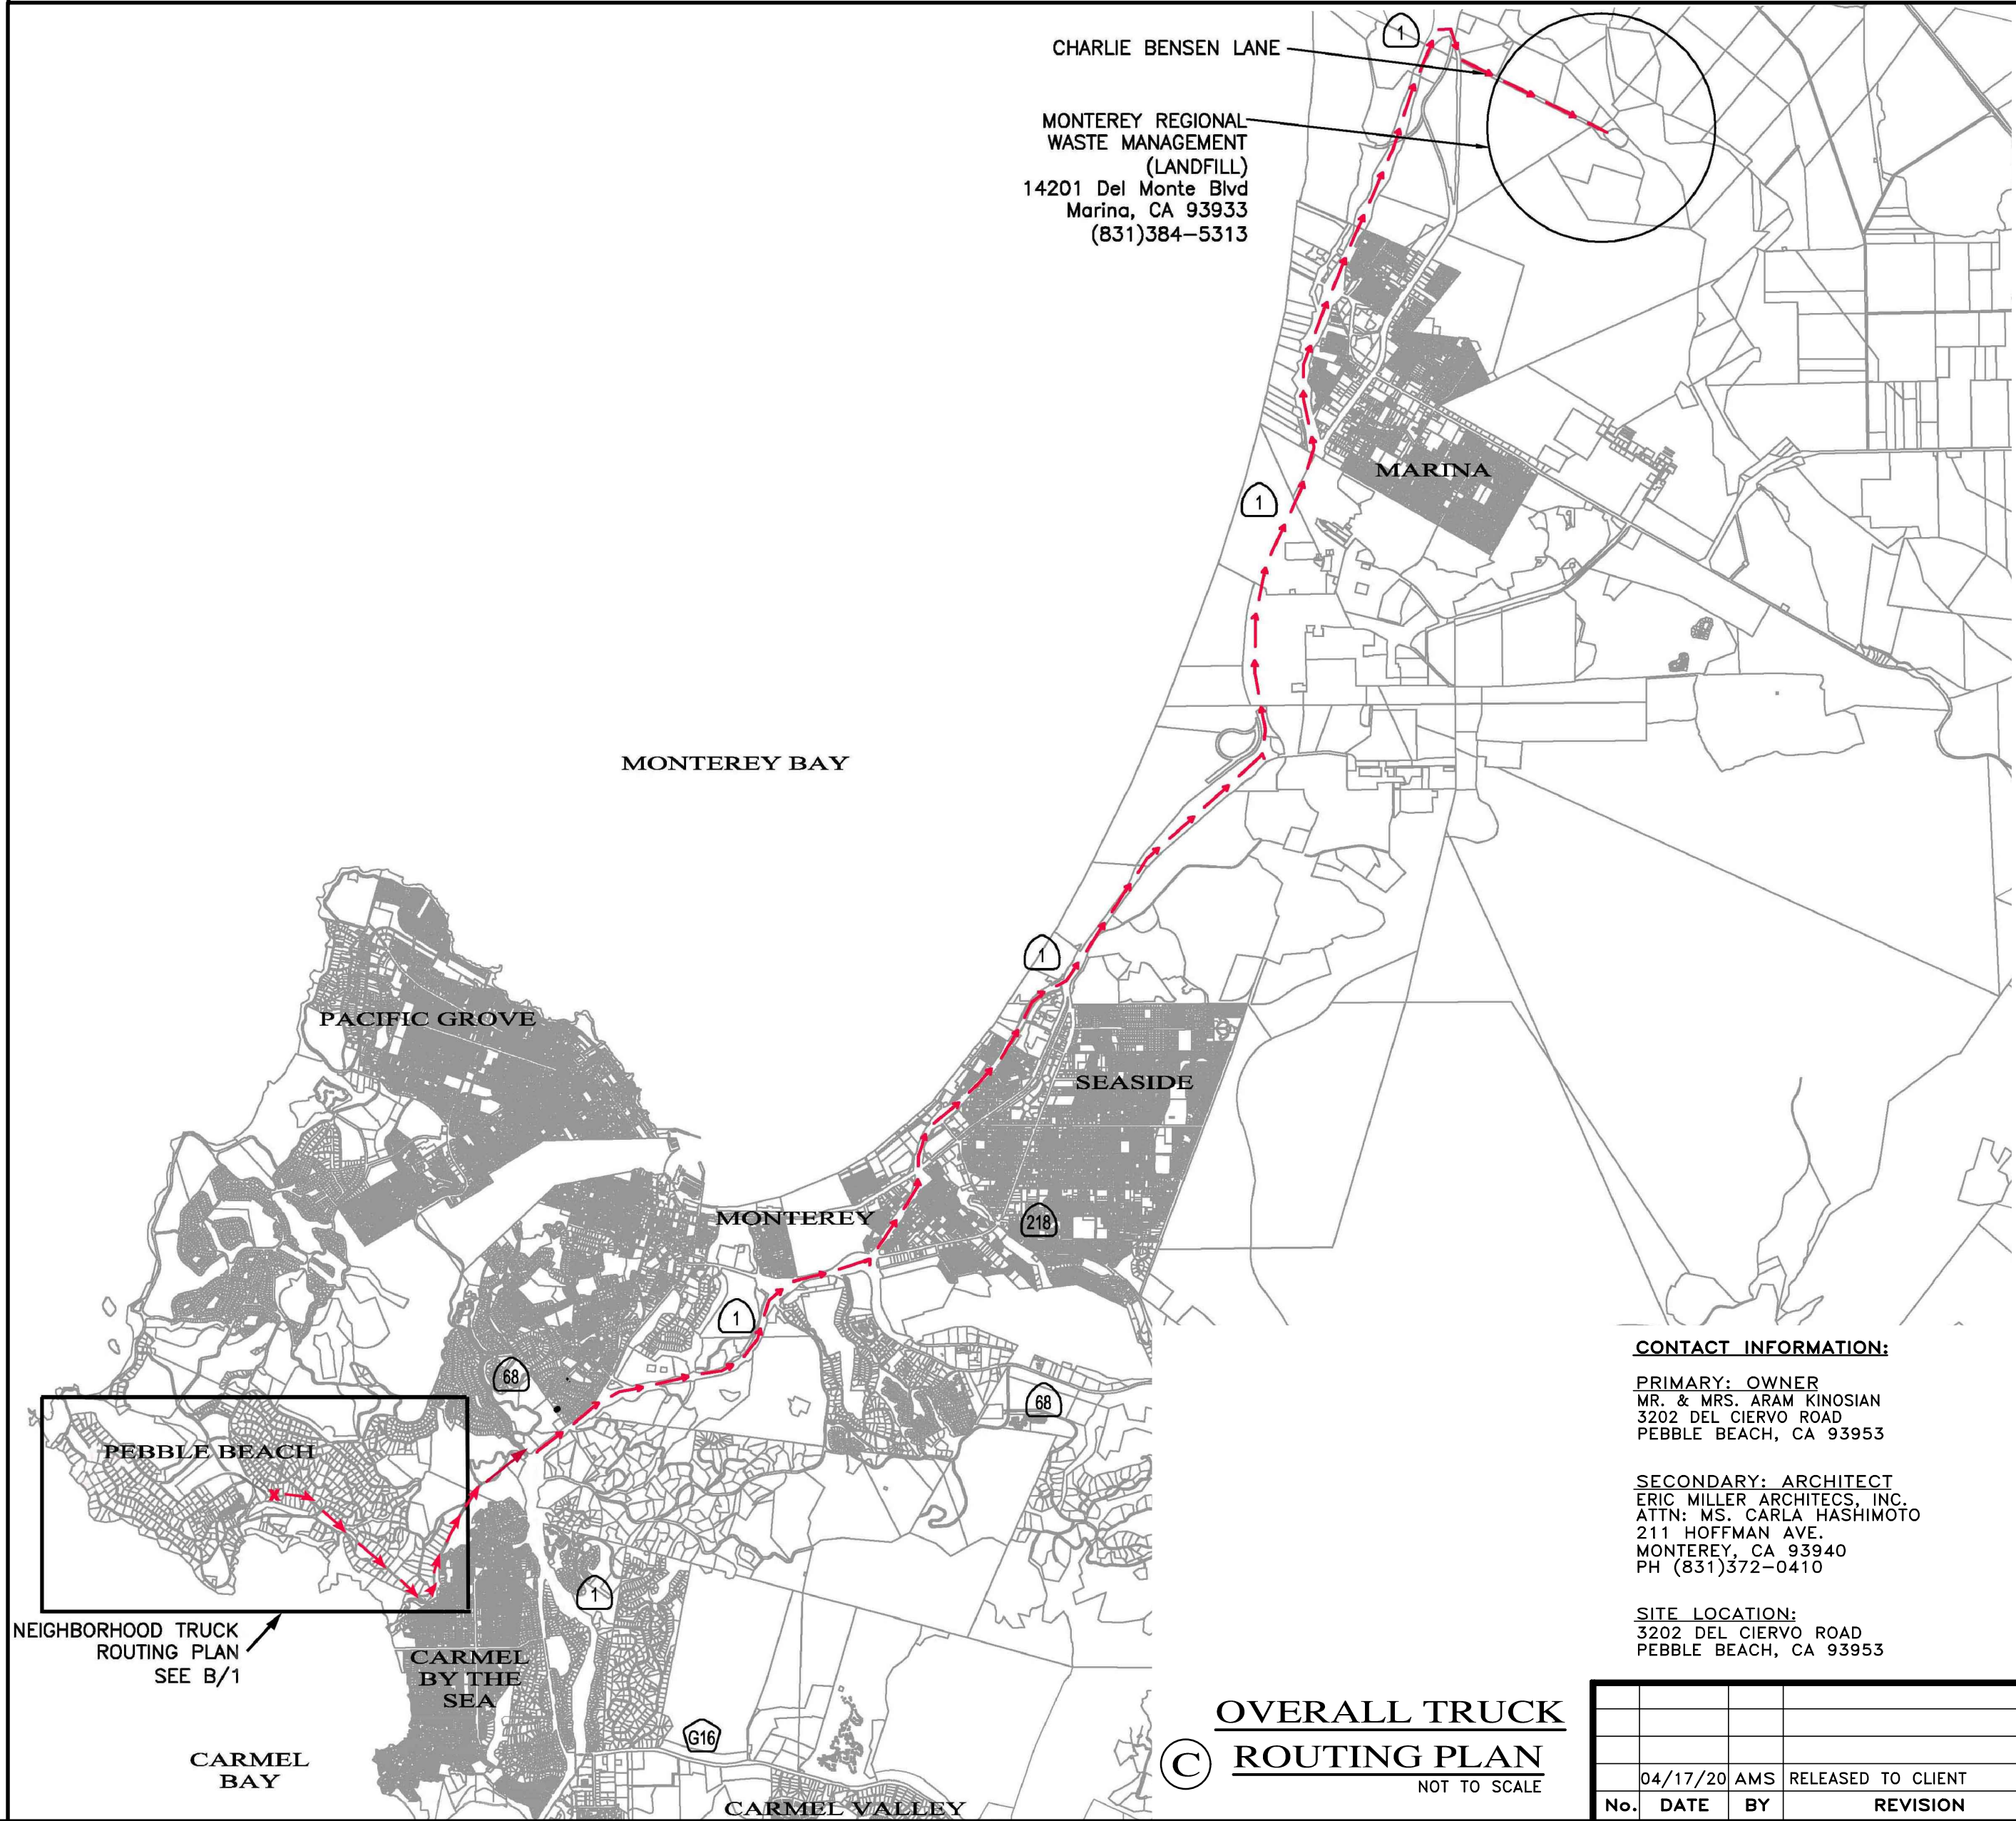 CHARLIE BENSEN LANE
1
MONTEREY REGIONAL
WASTE MANAGEMENT
(LANDFILL)
14201 Del Monte Blvd
Marina, CA 93933
(831)384-5313
MARINA
1
MONTEREY BAY
1
PACIFIC GROVE
SEASIDE
MONTEREY
218
1
68
68
PEBBLE BEACH
X
1
NEIGHBORHOOD TRUCK
ROUTING PLAN
SEE B/1
CARMEL
BY THE
SEA
G16
CARMEL
BAY
CARMEL VALLEY
CONTACT INFORMATION:
PRIMARY: OWNER
MR. & MRS. ARAM KINOSIAN
3202 DEL CIERVO ROAD
PEBBLE BEACH, CA 93953
SECONDARY: ARCHITECT
ERIC MILLER ARCHITECS, INC.
ATTN: MS. CARLA HASHIMOTO
211 HOFFMAN AVE.
MONTEREY, CA 93940
PH (831)372-0410
SITE LOCATION:
3202 DEL CIERVO ROAD
PEBBLE BEACH, CA 93953
C
OVERALL TRUCK
ROUTING PLAN
NOT TO SCALE
04/17/20 AMS RELEASED TO CLIENT
No. DATE BY REVISION